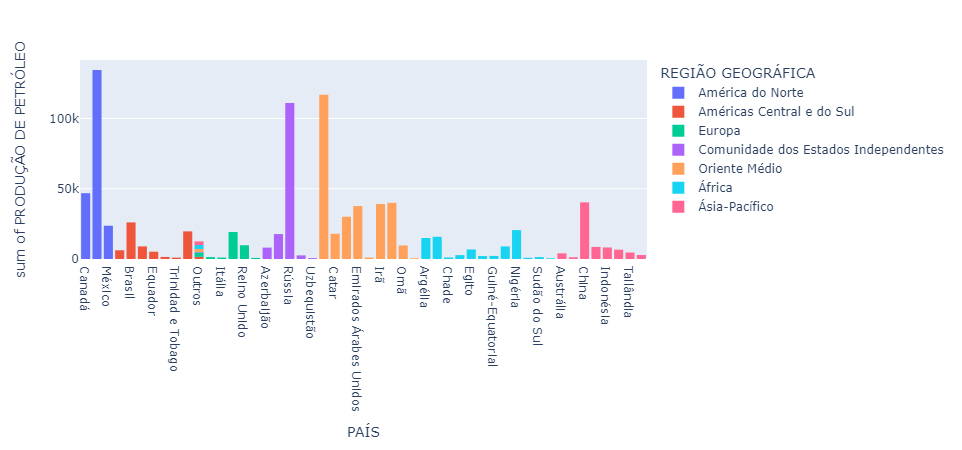 sum of PRODUÇÃO DE PETRÓLEO
100k
50k
0
Canadá
México
Brasil
Equador
Trinidad e Tobago
Outros
Itália
Reino Unido
Azerbaijão
Rússia
Uzbequistão
Catar
Emirados Árabes Unidos
Irã
Omã
Argélia
Chade
Egito
Guiné-Equatorial
Nigéria
Sudão do Sul
Austrália
China
Indonésia
Tailândia
PAÍS
REGIÃO GEOGRÁFICA
América do Norte
Américas Central e do Sul
Europa
Comunidade dos Estados Independentes
Oriente Médio
África
Ásia-Pacífico